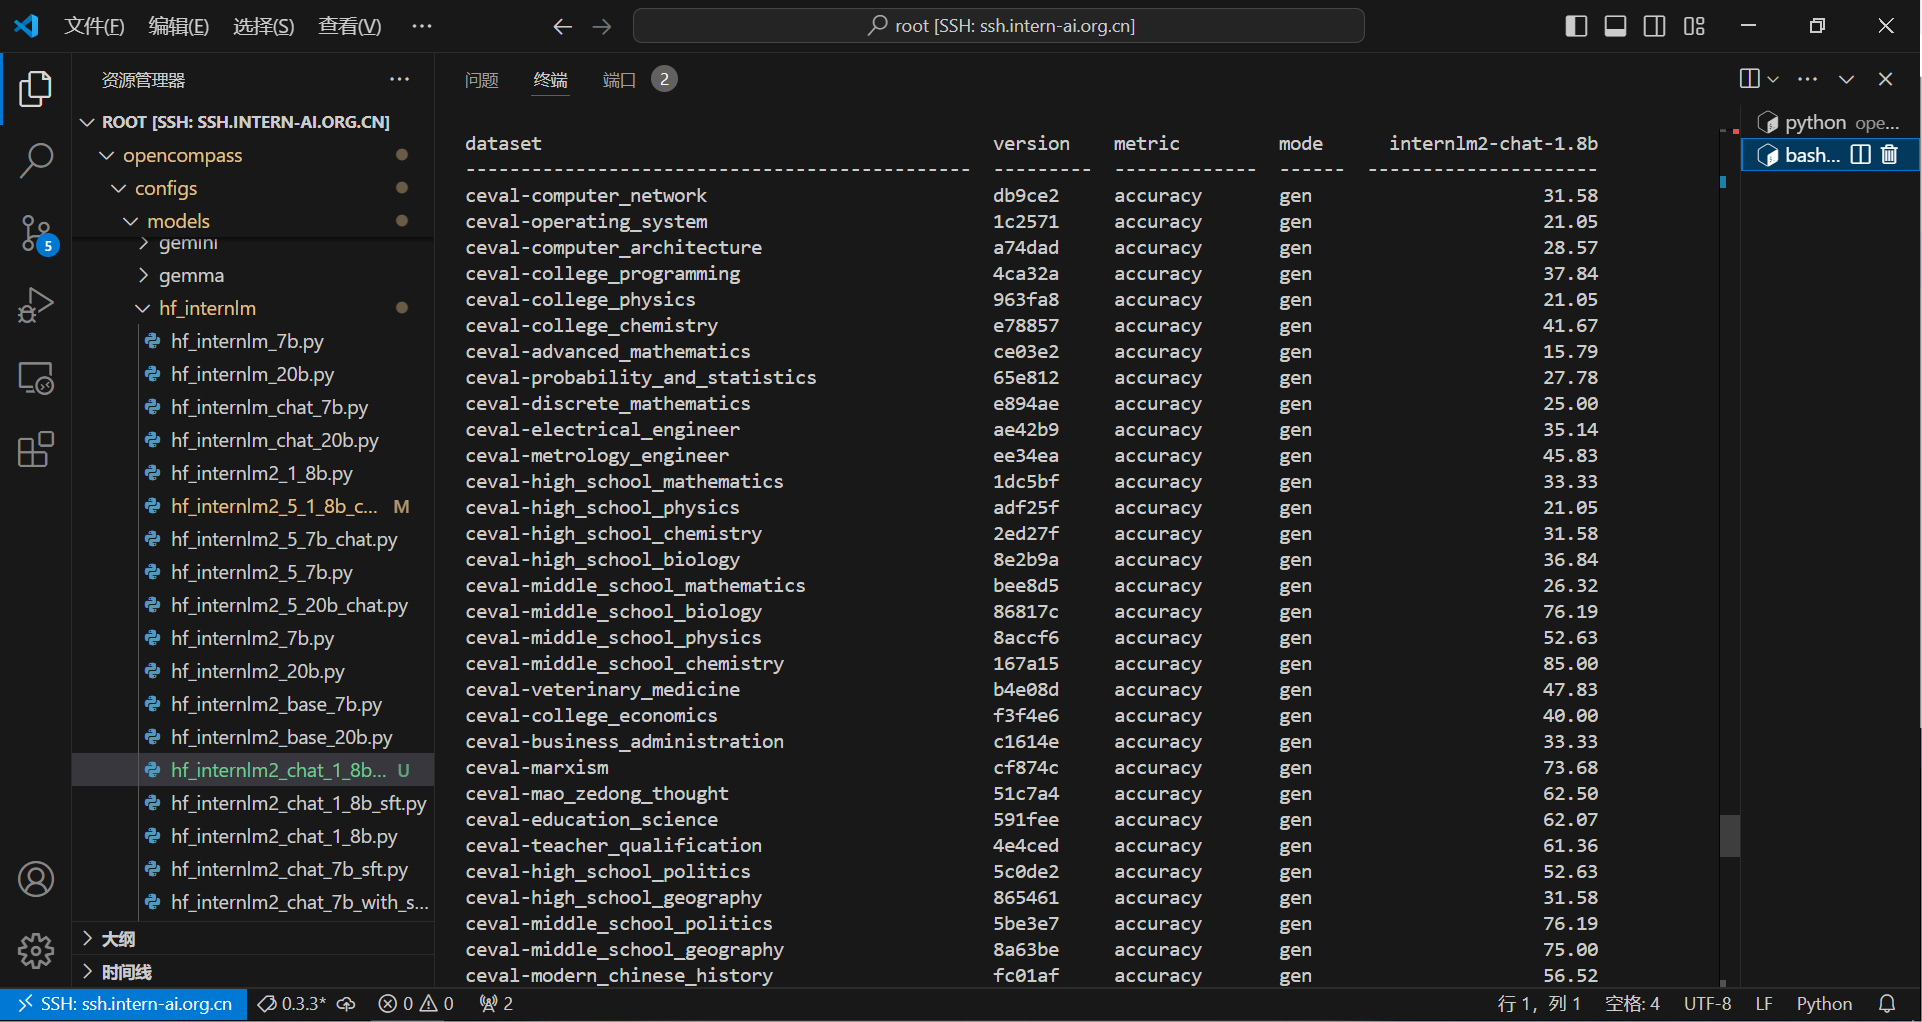 文件(F) 编辑(E) 选择(S) 查看(V) ··· root [SSH: ssh.intern-ai.org.cn]
资源管理器 ···
ROOT [SSH: SSH.INTERN-AI.ORG.CN]
opencompass
configs
models
gemini
gemma
hf_internlm
hf_internlm_7b.py
hf_internlm_20b.py
hf_internlm_chat_7b.py
hf_internlm_chat_20b.py
hf_internlm2_1_8b.py
hf_internlm2_5_1_8b_c... M
hf_internlm2_5_7b_chat.py
hf_internlm2_5_7b.py
hf_internlm2_5_20b_chat.py
hf_internlm2_7b.py
hf_internlm2_20b.py
hf_internlm2_base_7b.py
hf_internlm2_base_20b.py
hf_internlm2_chat_1_8b... U
hf_internlm2_chat_1_8b_sft.py
hf_internlm2_chat_1_8b.py
hf_internlm2_chat_7b_sft.py
hf_internlm2_chat_7b_with_s...
大纲
时间线
5
问题 终端 端口 2
dataset version metric mode internlm2-chat-1.8b
---------------------------------------------- --------- ------------- ------ ---------------------
ceval-computer_network db9ce2 accuracy gen 31.58
ceval-operating_system 1c2571 accuracy gen 21.05
ceval-computer_architecture a74dad accuracy gen 28.57
ceval-college_programming 4ca32a accuracy gen 37.84
ceval-college_physics 963fa8 accuracy gen 21.05
ceval-college_chemistry e78857 accuracy gen 41.67
ceval-advanced_mathematics ce03e2 accuracy gen 15.79
ceval-probability_and_statistics 65e812 accuracy gen 27.78
ceval-discrete_mathematics e894ae accuracy gen 25.00
ceval-electrical_engineer ae42b9 accuracy gen 35.14
ceval-metrology_engineer ee34ea accuracy gen 45.83
ceval-high_school_mathematics 1dc5bf accuracy gen 33.33
ceval-high_school_physics adf25f accuracy gen 21.05
ceval-high_school_chemistry 2ed27f accuracy gen 31.58
ceval-high_school_biology 8e2b9a accuracy gen 36.84
ceval-middle_school_mathematics bee8d5 accuracy gen 26.32
ceval-middle_school_biology 86817c accuracy gen 76.19
ceval-middle_school_physics 8accf6 accuracy gen 52.63
ceval-middle_school_chemistry 167a15 accuracy gen 85.00
ceval-veterinary_medicine b4e08d accuracy gen 47.83
ceval-college_economics f3f4e6 accuracy gen 40.00
ceval-business_administration c1614e accuracy gen 33.33
ceval-marxism cf874c accuracy gen 73.68
ceval-mao_zedong_thought 51c7a4 accuracy gen 62.50
ceval-education_science 591fee accuracy gen 62.07
ceval-teacher_qualification 4e4ced accuracy gen 61.36
ceval-high_school_politics 5c0de2 accuracy gen 52.63
ceval-high_school_geography 865461 accuracy gen 31.58
ceval-middle_school_politics 5be3e7 accuracy gen 76.19
ceval-middle_school_geography 8a63be accuracy gen 75.00
ceval-modern_chinese_history fc01af accuracy gen 56.52
python ope...
bash...
SSH: ssh.intern-ai.org.cn 0.3.3* 0 0 2 行 1，列 1 空格: 4 UTF-8 LF Python